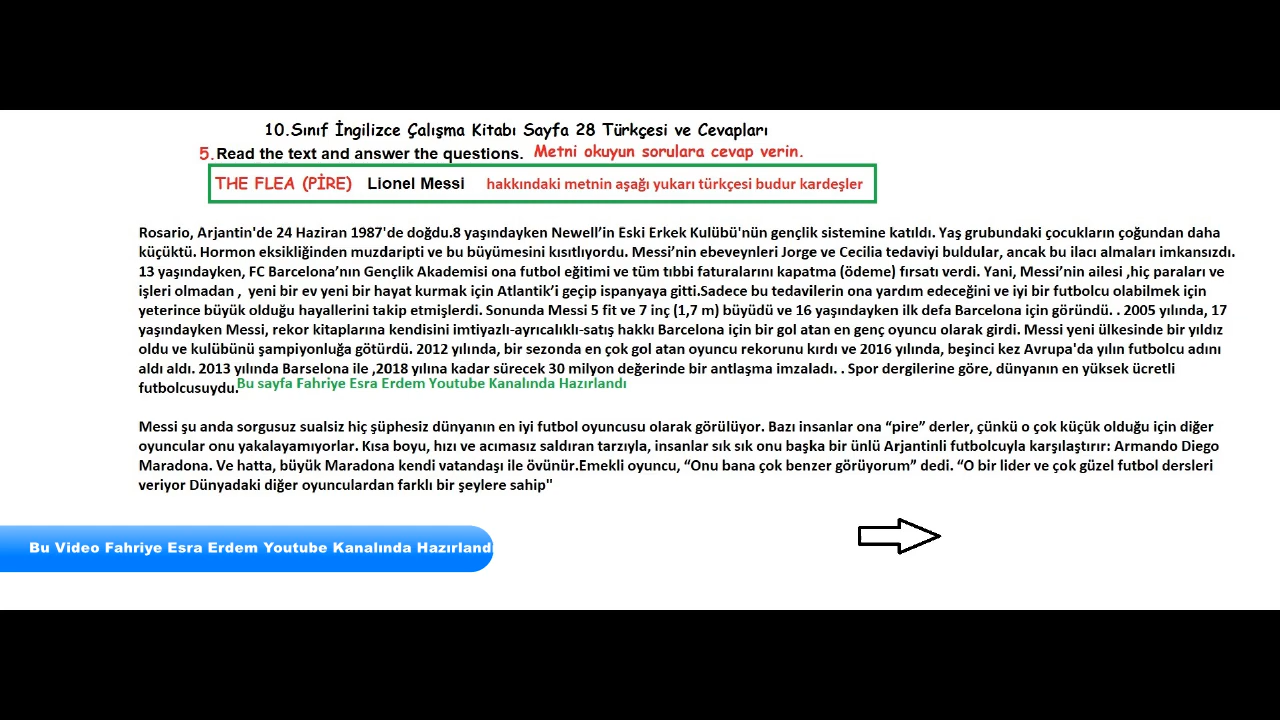 10.Sınıf İngilizce Çalışma Kitabı Sayfa 28 Türkçesi ve Cevapları
5.Read the text and answer the questions. Metni okuyun sorulara cevap verin.
THE FLEA (PİRE) Lionel Messi hakkındaki metnin aşağı yukarı türkçesi budur kardeşler
Rosario, Arjantin'de 24 Haziran 1987'de doğdu.8 yaşındayken Newell’in Eski Erkek Kulübü'nün gençlik sistemine katıldı. Yaş grubundaki çocukların çoğundan daha
küçüktü. Hormon eksikliğinden muzdaripti ve bu büyümesini kısıtlıyordu. Messi’nin ebeveynleri Jorge ve Cecilia tedaviyi buldular, ancak bu ilacı almaları imkansızdı.
13 yaşındayken, FC Barcelona’nın Gençlik Akademisi ona futbol eğitimi ve tüm tıbbi faturalarını kapatma (ödeme) fırsatı verdi. Yani, Messi’nin ailesi ,hiç paraları ve
işleri olmadan , yeni bir ev yeni bir hayat kurmak için Atlantik’i geçip ispanyaya gitti.Sadece bu tedavilerin ona yardım edeceğini ve iyi bir futbolcu olabilmek için
yeterince büyük olduğu hayallerini takip etmişlerdi. Sonunda Messi 5 fit ve 7 inç (1,7 m) büyüdü ve 16 yaşındayken ilk defa Barcelona için göründü. . 2005 yılında, 17
yaşındayken Messi, rekor kitaplarına kendisini imtiyazlı-ayrıcalıklı-satış hakkı Barcelona için bir gol atan en genç oyuncu olarak girdi. Messi yeni ülkesinde bir yıldız
oldu ve kulübünü şampiyonluğa götürdü. 2012 yılında, bir sezonda en çok gol atan oyuncu rekorunu kırdı ve 2016 yılında, beşinci kez Avrupa'da yılın futbolcu adını
aldı aldı. 2013 yılında Barselona ile ,2018 yılına kadar sürecek 30 milyon değerinde bir antlaşma imzaladı. . Spor dergilerine göre, dünyanın en yüksek ücretli
futbolcusuydu.Bu sayfa Fahriye Esra Erdem Youtube Kanalında Hazırlandı
Messi şu anda sorgusuz sualsiz hiç şüphesiz dünyanın en iyi futbol oyuncusu olarak görülüyor. Bazı insanlar ona “pire” derler, çünkü o çok küçük olduğu için diğer
oyuncular onu yakalayamıyorlar. Kısa boyu, hızı ve acımasız saldıran tarzıyla, insanlar sık sık onu başka bir ünlü Arjantinli futbolcuyla karşılaştırır: Armando Diego
Maradona. Ve hatta, büyük Maradona kendi vatandaşı ile övünür.Emekli oyuncu, “Onu bana çok benzer görüyorum” dedi. “O bir lider ve çok güzel futbol dersleri
veriyor Dünyadaki diğer oyunculardan farklı bir şeylere sahip"
Bu Video Fahriye Esra Erdem Youtube Kanalında Hazırlandı